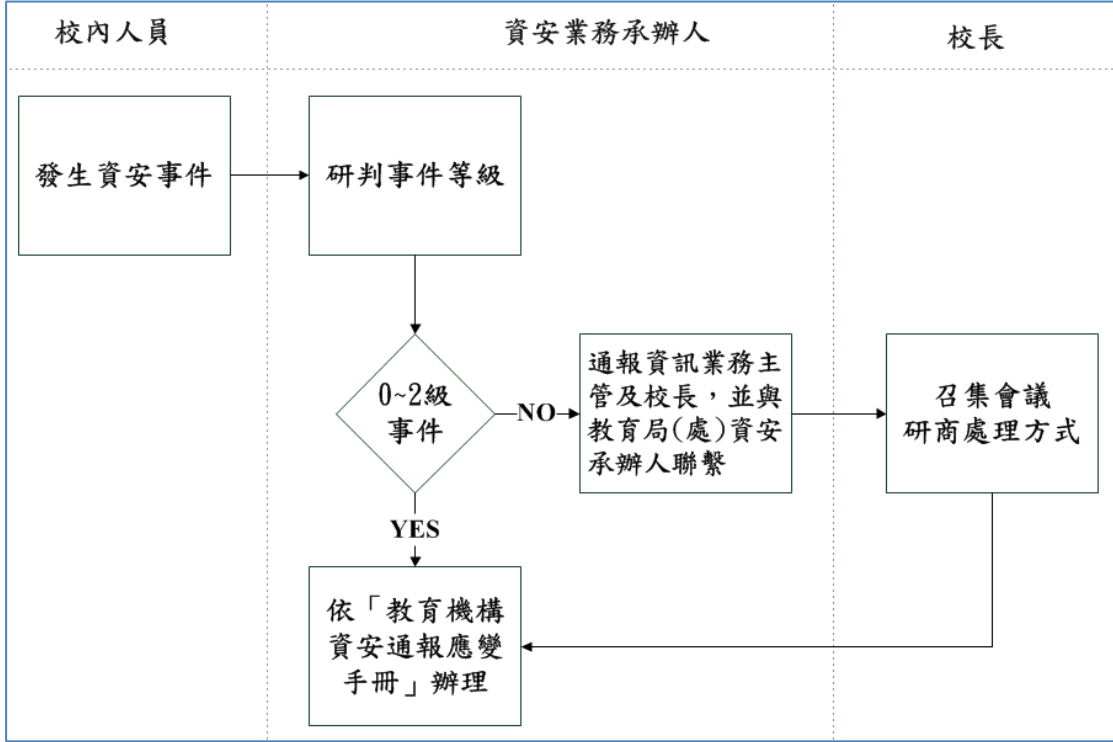 校內人員
資安業務承辦人
校長
發生資安事件
研判事件等級
0~2級
事件
NO
通報資訊業務主
管及校長，並與
教育局(處)資安
承辦人聯繫
召集會議
研商處理方式
YES
依「教育機構
資安通報應變
手冊」辦理